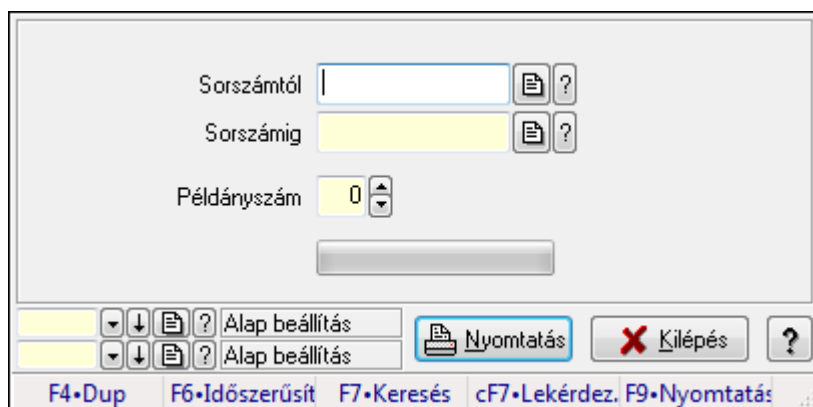 Sorszámtól ?
Sorszámig ?
Példányszám 0
? Alap beállítás
? Alap beállítás
Nyomtatás Kilépés ?
F4•Dup F6•Időszerűsít F7•Keresés cF7•Lekérdez. F9•Nyomtatás